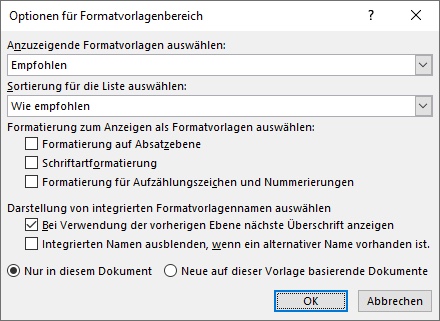 Optionen für Formatvorlagenbereich ? ×
Anzuzeigende Formatvorlagen auswählen:
Empfohlen
Sortierung für die Liste auswählen:
Wie empfohlen
Formatierung zum Anzeigen als Formatvorlagen auswählen:
Formatierung auf Absatzebene
Schriftartformatierung
Formatierung für Aufzählungszeichen und Nummerierungen
Darstellung von integrierten Formatvorlagennamen auswählen
Bei Verwendung der vorherigen Ebene nächste Überschrift anzeigen
Integrierten Namen ausblenden, wenn ein alternativer Name vorhanden ist.
Nur in diesem Dokument Neue auf dieser Vorlage basierende Dokumente
OK Abbrechen